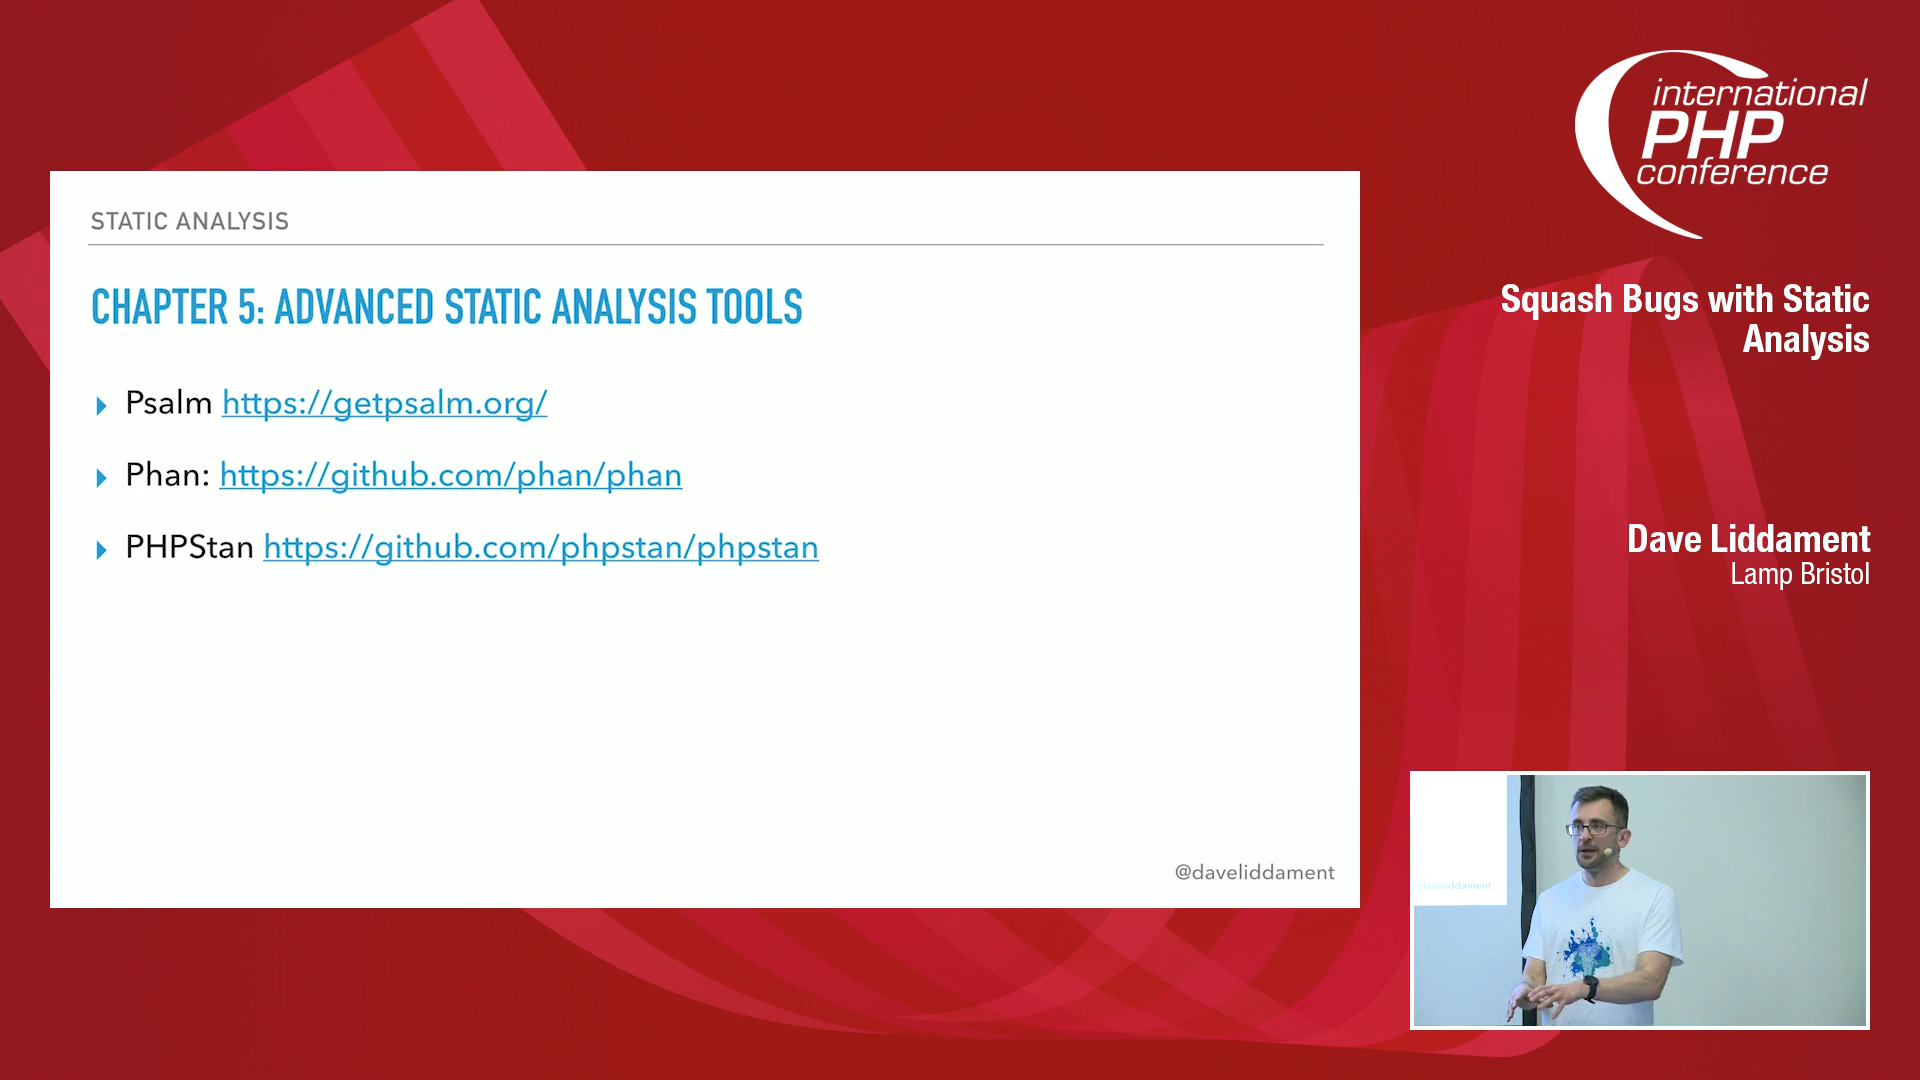 STATIC ANALYSIS
CHAPTER 5: ADVANCED STATIC ANALYSIS TOOLS
Psalm https://getpsalm.org/
Phan: https://github.com/phan/phan
PHPStan https://github.com/phpstan/phpstan
@daveliddament
international
PHP
conference
Squash Bugs with Static
Analysis
Dave Liddament
Lamp Bristol
@daveliddament